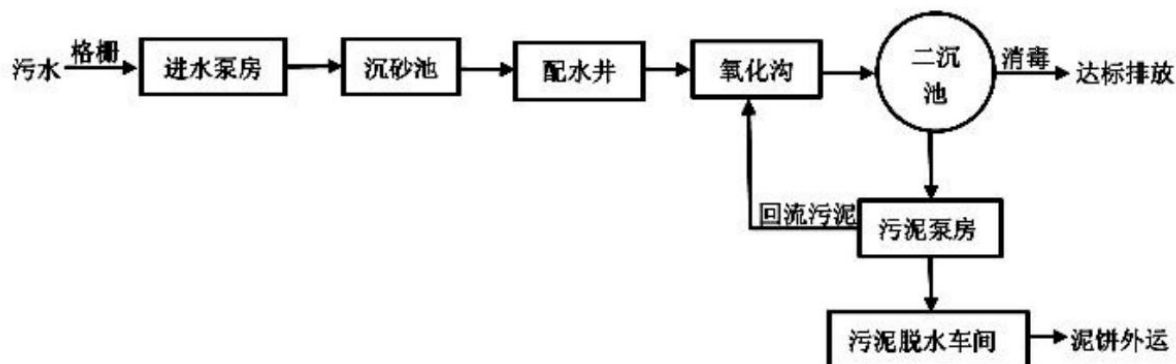 污水
格栅
进水泵房
沉砂池
配水井
氧化沟
二沉
池
消毒
达标排放
回流污泥
污泥泵房
污泥脱水车间
泥饼外运